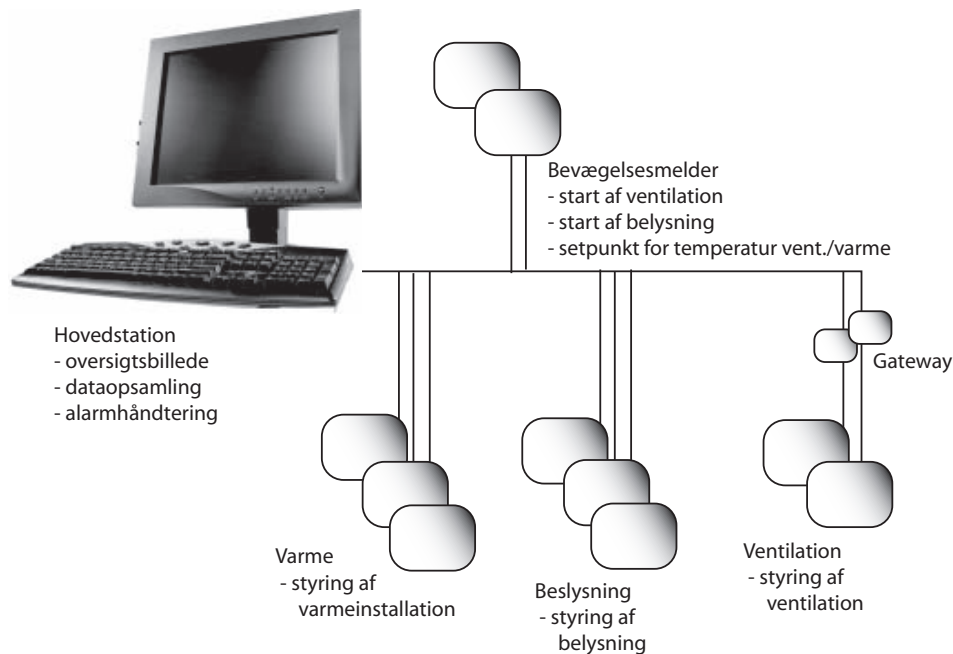 Bevægelsesmelder
- start af ventilation
- start af belysning
- setpunkt for temperatur vent./varme
Hovedstation
- oversigtsbillede
- dataopsamling
- alarmhåndtering
Gateway
Varme
- styring af
varmeinstallation
Beslysning
- styring af
belysning
Ventilation
- styring af
ventilation